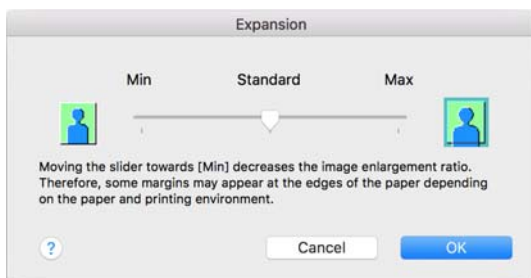 Expansion
Min Standard Max
Moving the slider towards [Min] decreases the image enlargement ratio.
Therefore, some margins may appear at the edges of the paper depending
on the paper and printing environment.
? Cancel OK